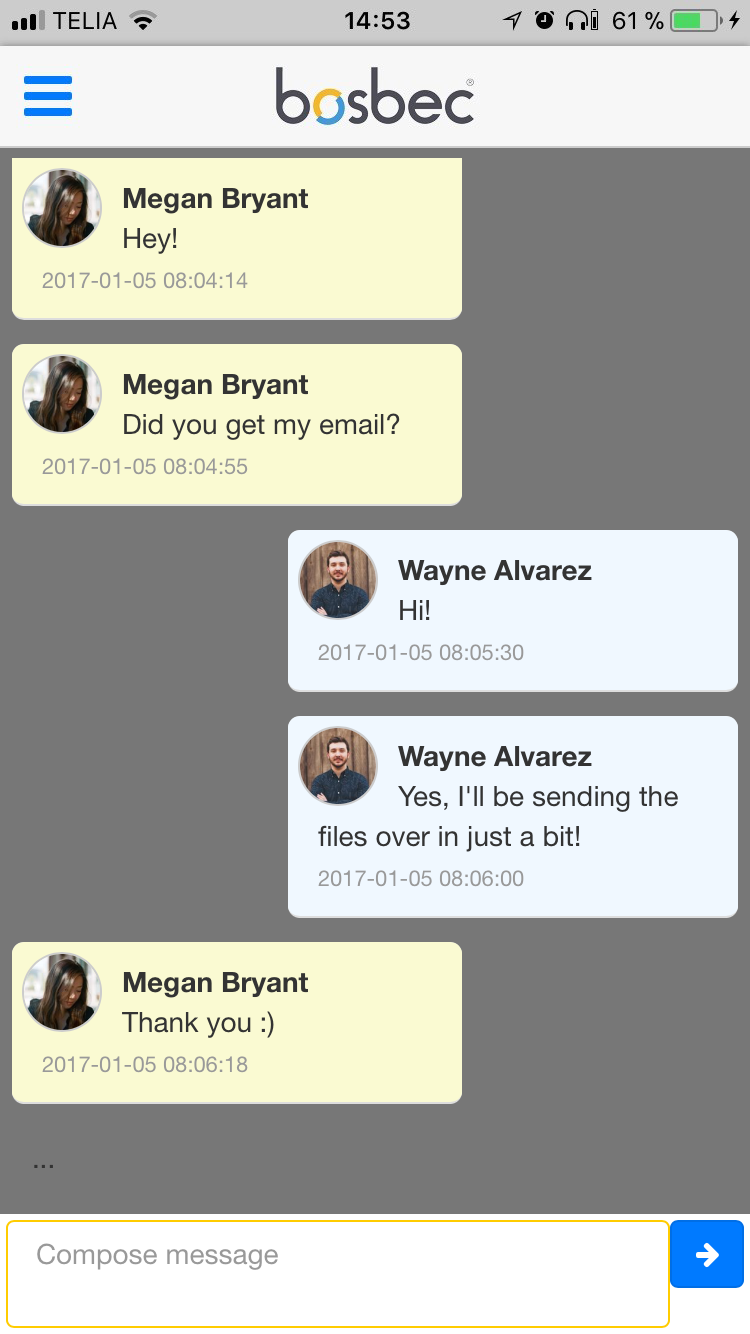 TELIA 14:53 61 %
bosbec®
Megan Bryant
Hey!
2017-01-05 08:04:14
Megan Bryant
Did you get my email?
2017-01-05 08:04:55
Wayne Alvarez
Hi!
2017-01-05 08:05:30
Wayne Alvarez
Yes, I'll be sending the
files over in just a bit!
2017-01-05 08:06:00
Megan Bryant
Thank you :)
2017-01-05 08:06:18
...
Compose message